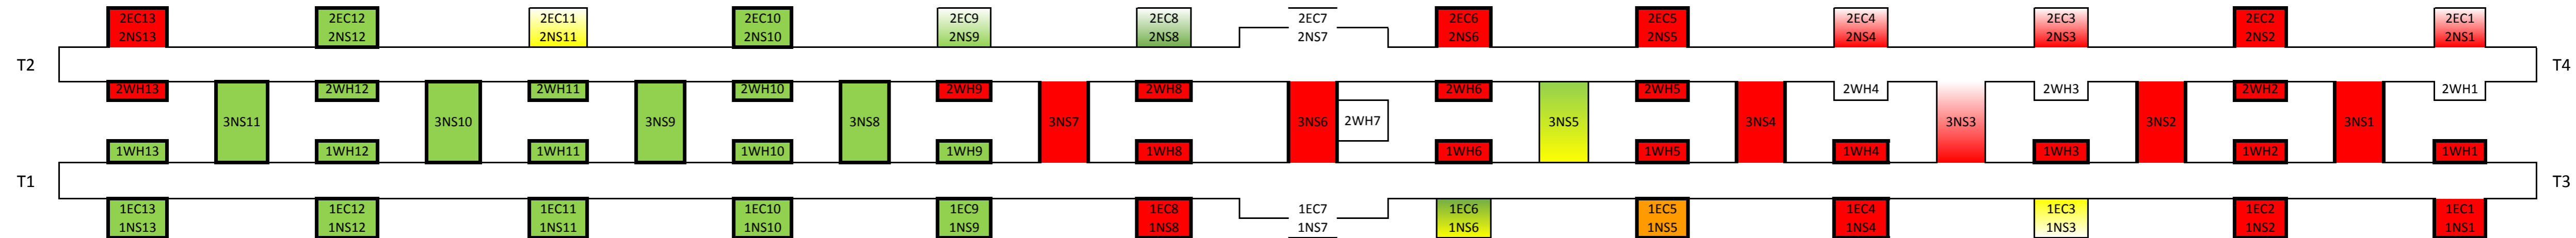 2EC13 2EC12 2EC11 2EC10 2EC9 2EC8 2EC7 2EC6 2EC5 2EC4 2EC3 2EC2 2EC1
2NS13 2NS12 2NS11 2NS10 2NS9 2NS8 2NS7 2NS6 2NS5 2NS4 2NS3 2NS2 2NS1
T2 T4
2WH13 2WH12 2WH11 2WH10 2WH9 2WH8 2WH6 2WH5 2WH4 2WH3 2WH2 2WH1
3NS11 3NS10 3NS9 3NS8 3NS7 3NS6 2WH7 3NS5 3NS4 3NS3 3NS2 3NS1
1WH13 1WH12 1WH11 1WH10 1WH9 1WH8 1WH6 1WH5 1WH4 1WH3 1WH2 1WH1
T1 T3
1EC13 1EC12 1EC11 1EC10 1EC9 1EC8 1EC7 1EC6 1EC5 1EC4 1EC3 1EC2 1EC1
1NS13 1NS12 1NS11 1NS10 1NS9 1NS8 1NS7 1NS6 1NS5 1NS4 1NS3 1NS2 1NS1